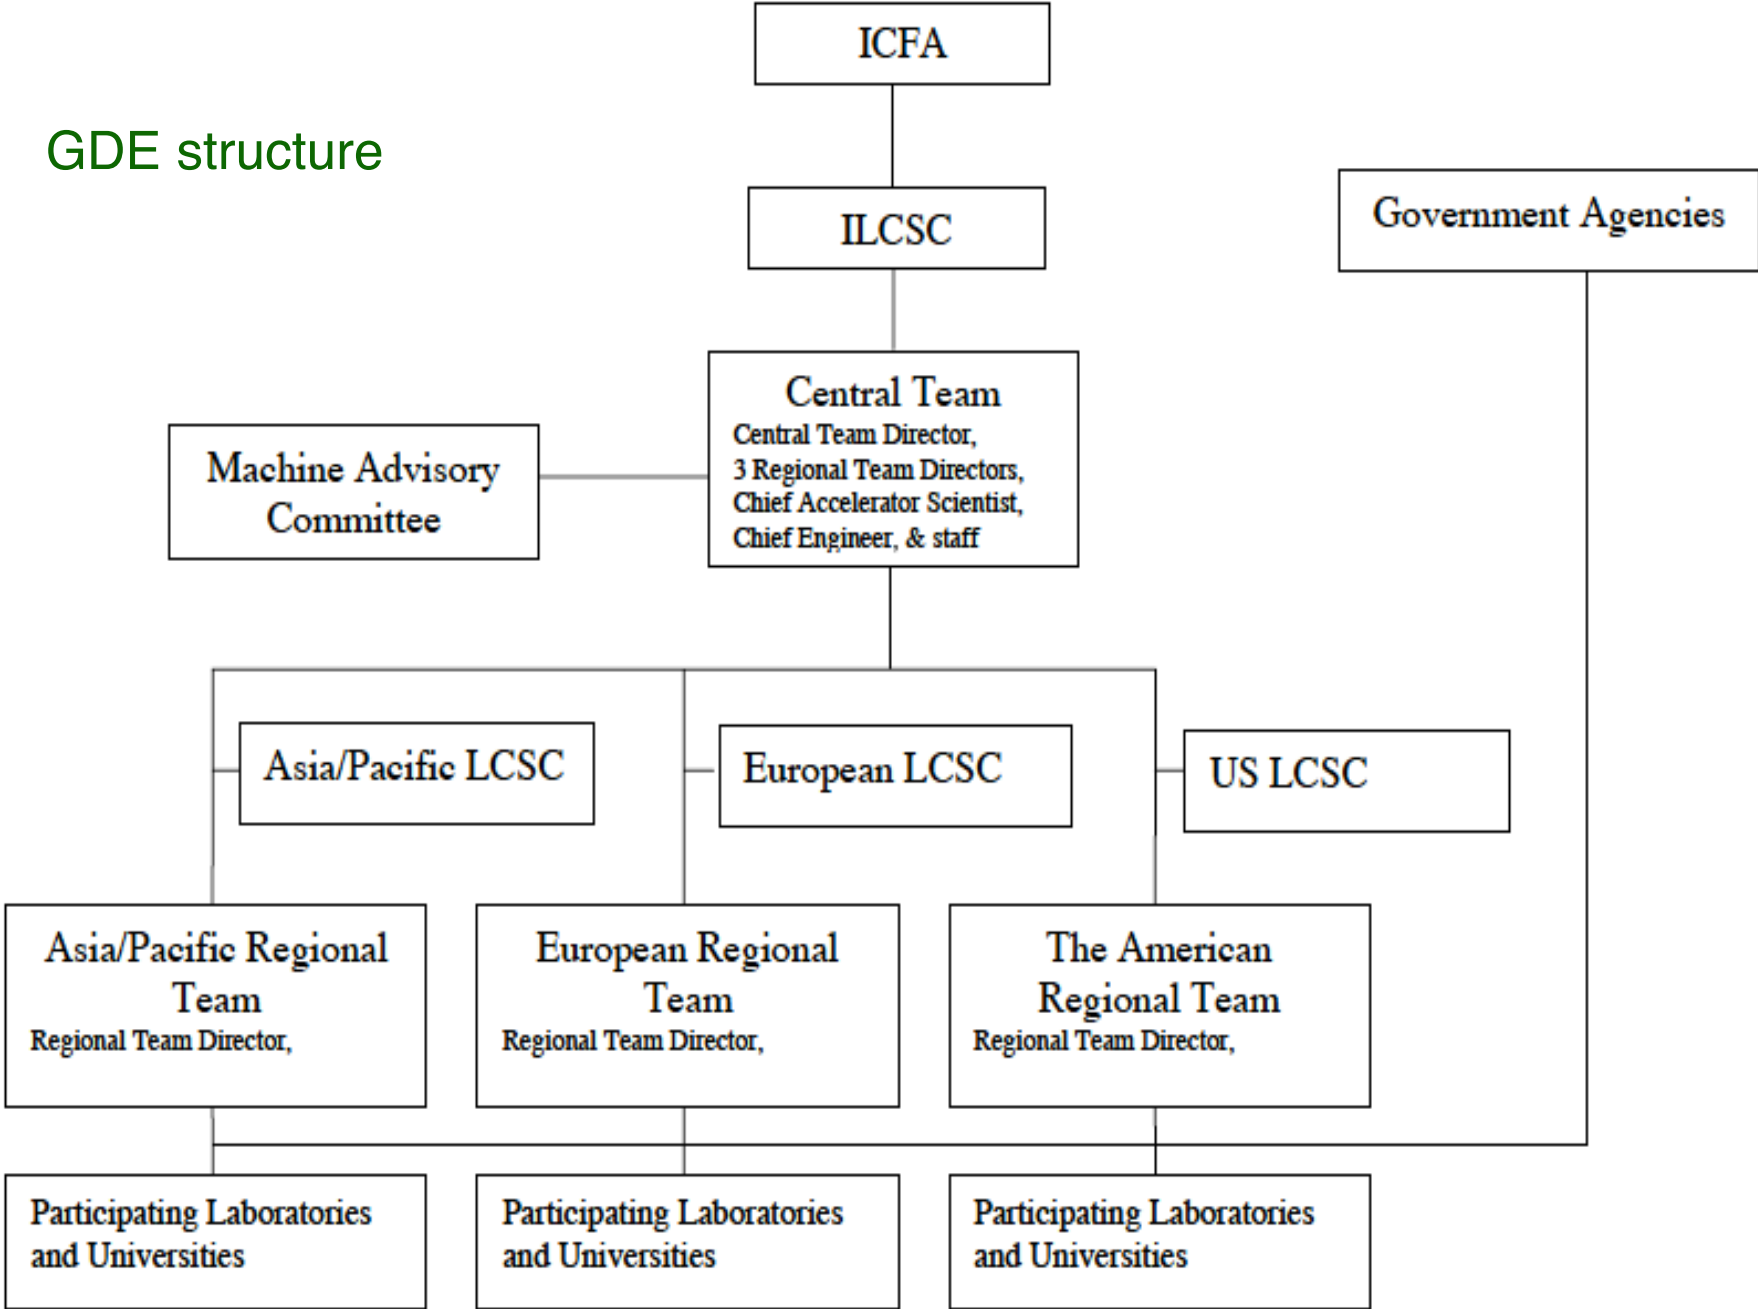 ICFA
GDE structure
ILCSC
Government Agencies
Central Team
Central Team Director,
3 Regional Team Directors,
Chief Accelerator Scientist,
Chief Engineer, & staff
Machine Advisory
Committee
Asia/Pacific LCSC
European LCSC
US LCSC
Asia/Pacific Regional
Team
Regional Team Director,
European Regional
Team
Regional Team Director,
The American
Regional Team
Regional Team Director,
Participating Laboratories
and Universities
Participating Laboratories
and Universities
Participating Laboratories
and Universities